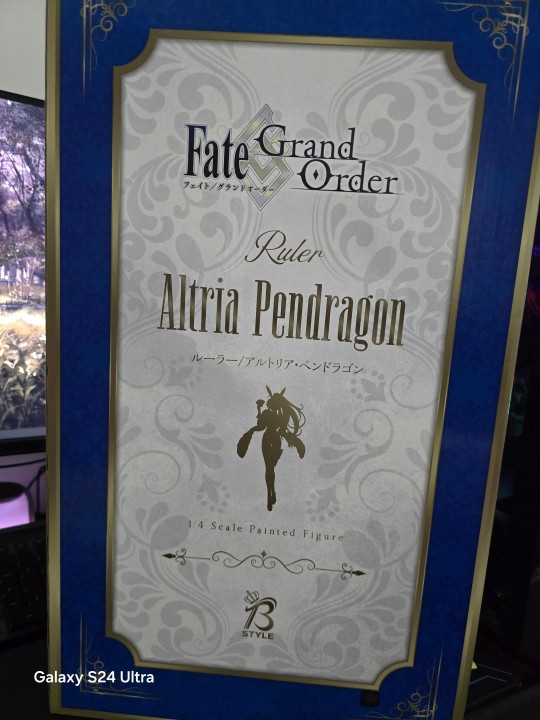 Fate Grand
Order
フェイト/グランドオーダー
Ruler
Altria Pendragon
ルーラー/アルトリア・ペンドラゴン
1/4 Scale Painted Figure
B
STYLE
Galaxy S24 Ultra